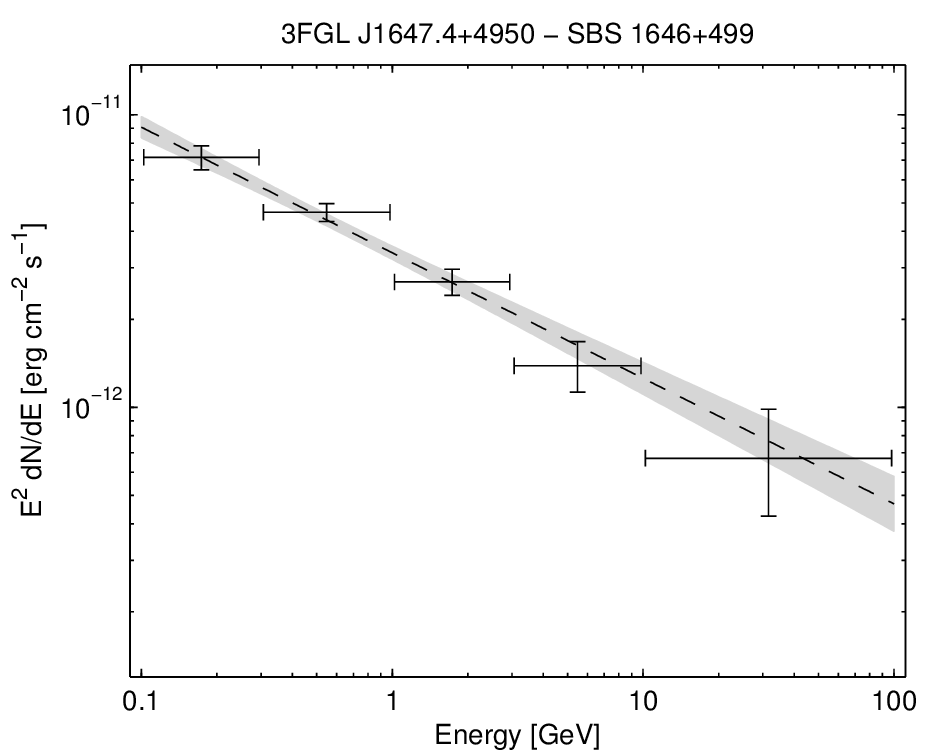 3FGL J1647.4+4950 − SBS 1646+499
10⁻¹¹
10⁻¹²
E² dN/dE [erg cm⁻² s⁻¹]
0.1 1 10 100
Energy [GeV]